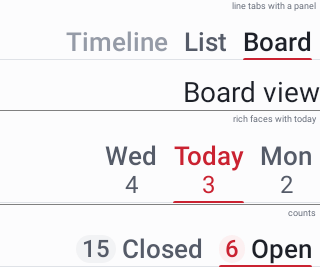 line tabs with a panel
Timeline List Board
Board view
rich faces with today
Wed Today Mon
4 3 2
counts
15 Closed 6 Open